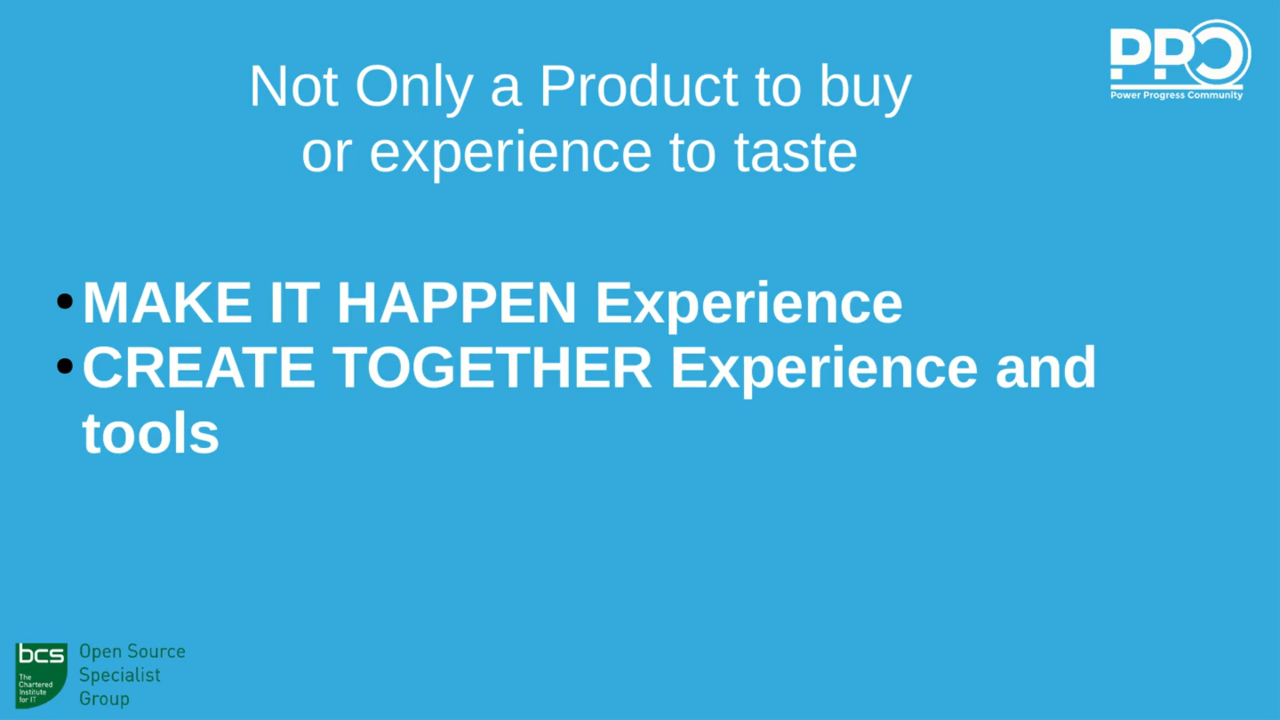 Not Only a Product to buy
or experience to taste
PPC
Power Progress Community
• MAKE IT HAPPEN Experience
• CREATE TOGETHER Experience and
tools
bcs
The
Chartered
Institute
for IT
Open Source
Specialist
Group